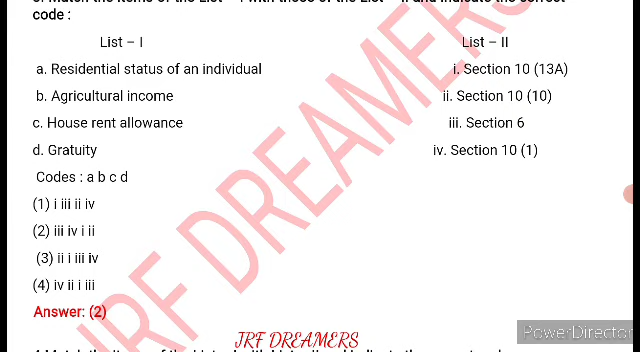 code :
List – I List – II
a. Residential status of an individual i. Section 10 (13A)
b. Agricultural income ii. Section 10 (10)
c. House rent allowance iii. Section 6
d. Gratuity iv. Section 10 (1)
Codes : a b c d
(1) i iii ii iv
(2) iii iv i ii
(3) ii i iii iv
(4) iv ii i iii
Answer: (2)
JRF DREAMERS
JRF DREAMERS
PowerDirector